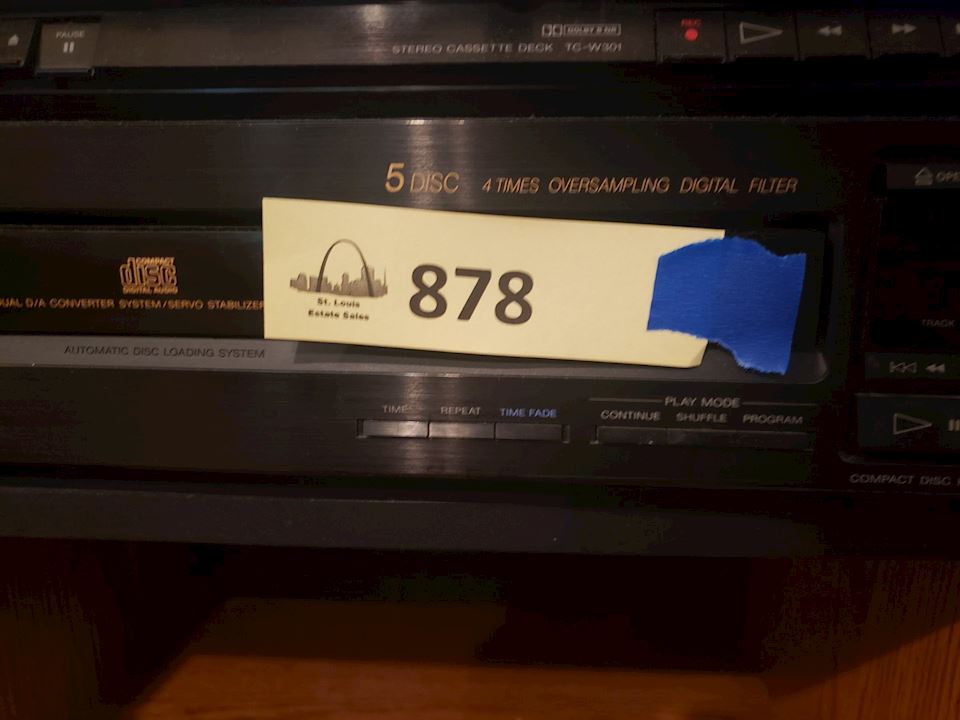 PAUSE
DOLBY B NR
REC
STEREO CASSETTE DECK TC-W301
5 DISC 4 TIMES OVERSAMPLING DIGITAL FILTER
COMPACT
disc
DIGITAL AUDIO
D/A CONVERTER SYSTEM/SERVO STABILIZER
St. Louis
Estate Sales
878
TRACK
AUTOMATIC DISC LOADING SYSTEM
TIME REPEAT TIME FADE
PLAY MODE
CONTINUE SHUFFLE PROGRAM
COMPACT DISC